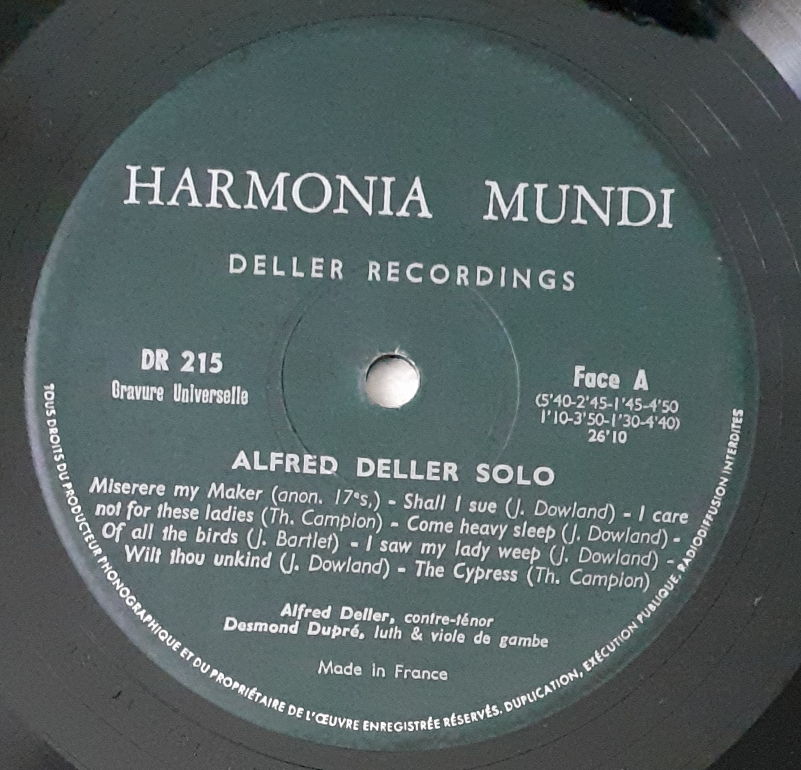 HARMONIA MUNDI
DELLER RECORDINGS
DR 215
Gravure Universelle
Face A
(5'40-2'45-1'45-4'50
1'10-3'50-1'30-4'40)
26'10
ALFRED DELLER SOLO
Miserere my Maker (anon. 17es.) - Shall I sue (J. Dowland) - I care
not for these ladies (Th. Campion) - Come heavy sleep (J. Dowland) -
Of all the birds (J. Bartlet) - I saw my lady weep (J. Dowland) -
Wilt thou unkind (J. Dowland) - The Cypress (Th. Campion)
Alfred Deller, contre-ténor
Desmond Dupré, luth & viole de gambe
Made in France
TOUS DROITS DU PRODUCTEUR PHONOGRAPHIQUE ET DU PROPRIÉTAIRE DE L'ŒUVRE ENREGISTRÉE RÉSERVÉS. DUPLICATION, EXÉCUTION PUBLIQUE, RADIODIFFUSION INTERDITES